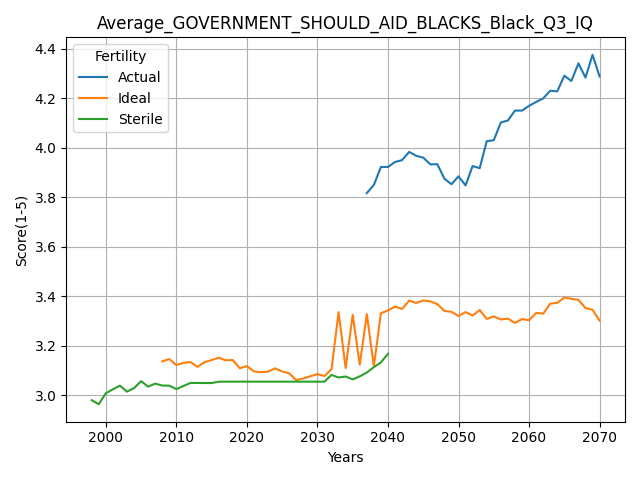 Average_GOVERNMENT_SHOULD_AID_BLACKS_Black_Q3_IQ
Fertility
Actual
Ideal
Sterile
Score(1-5)
4.4
4.2
4.0
3.8
3.6
3.4
3.2
3.0
2000 2010 2020 2030 2040 2050 2060 2070
Years